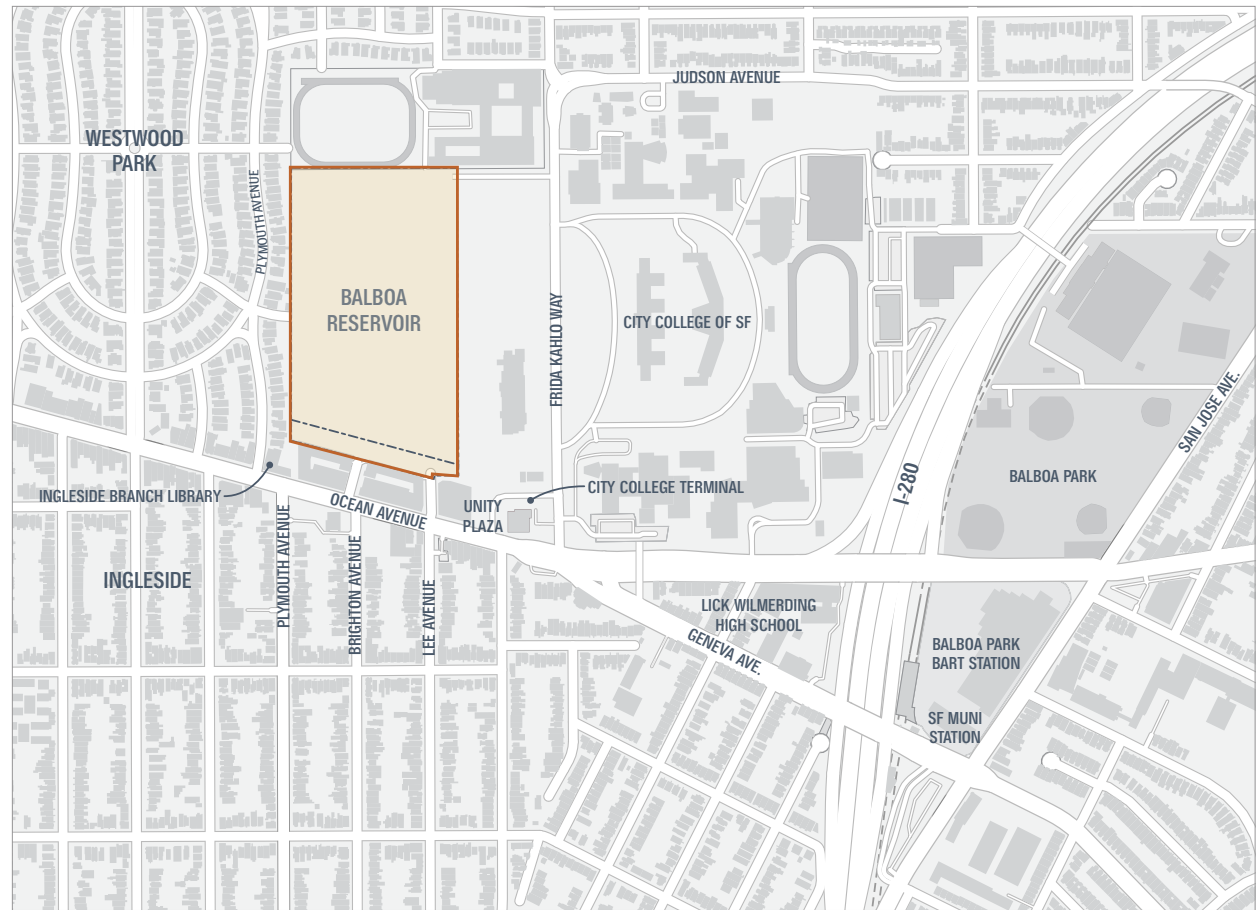 JUDSON AVENUE
WESTWOOD
PARK
PLYMOUTH AVENUE
BALBOA
RESERVOIR
FRIDA KAHLO WAY
CITY COLLEGE OF SF
SAN JOSE AVE.
I-280
BALBOA PARK
INGLESIDE BRANCH LIBRARY
OCEAN AVENUE
UNITY
PLAZA
CITY COLLEGE TERMINAL
INGLESIDE
PLYMOUTH AVENUE
BRIGHTON AVENUE
LEE AVENUE
LICK WILMERDING
HIGH SCHOOL
GENEVA AVE.
BALBOA PARK
BART STATION
SF MUNI
STATION